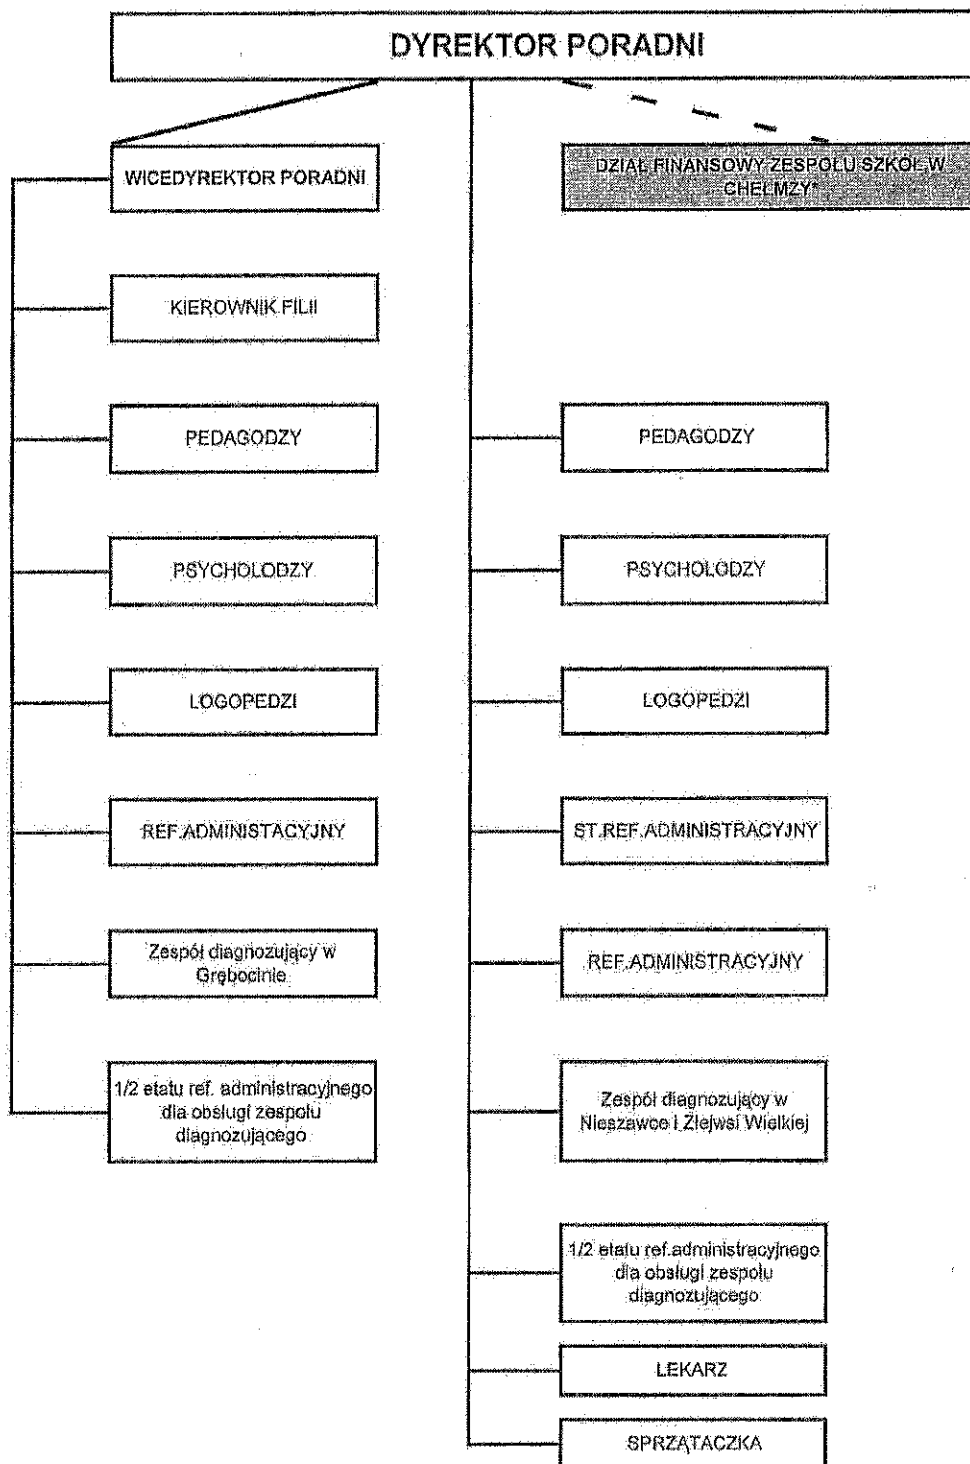 DYREKTOR PORADNI
WICEDYREKTOR PORADNI
DZIAŁ FINANSOWY ZESPOŁU SZKÓŁ W
CHEŁMŻY*
KIEROWNIK FILII
PEDAGODZY
PEDAGODZY
PSYCHOLODZY
PSYCHOLODZY
LOGOPEDZI
LOGOPEDZI
REF.ADMINISTACYJNY
ST.REF.ADMINISTRACYJNY
Zespół diagnozujący w
Grębocinie
REF.ADMINISTRACYJNY
1/2 etatu ref. administracyjnego
dla obsługi zespołu
diagnozującego
Zespół diagnozujący w
Nieszawce i Złejwsi Wielkiej
1/2 etatu ref.administracyjnego
dla obsługi zespołu
diagnozującego
LEKARZ
SPRZĄTACZKA